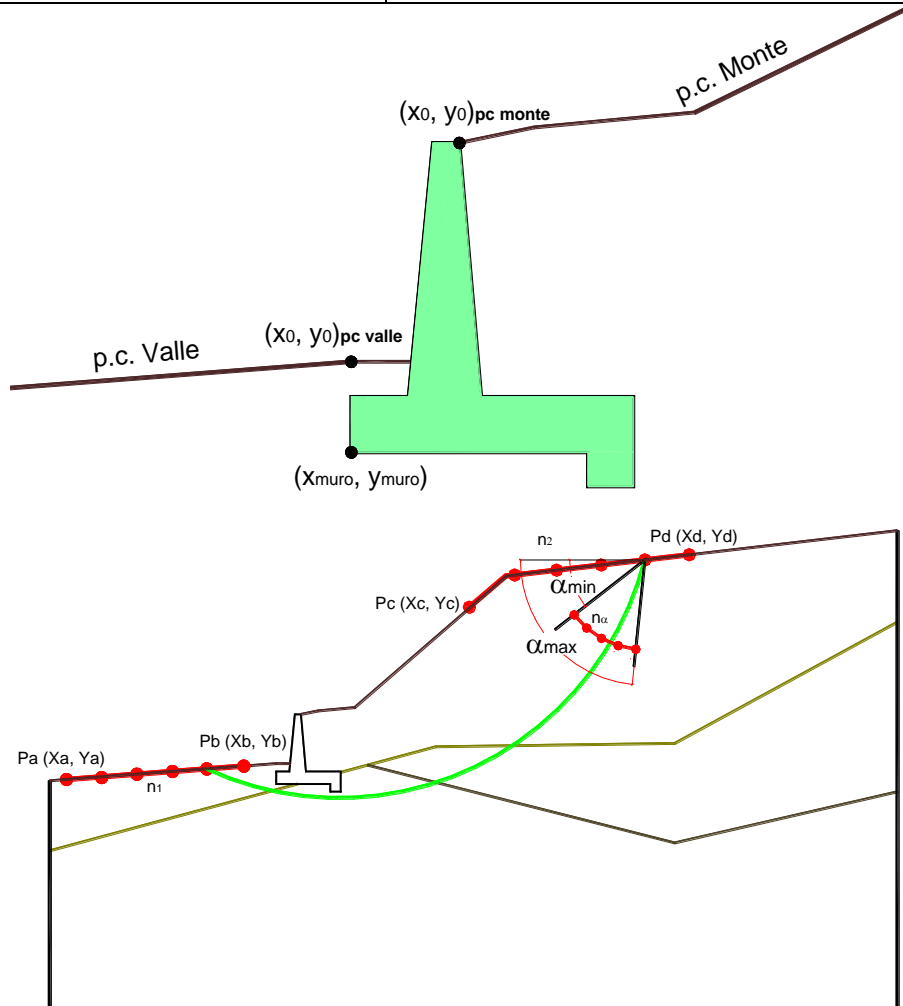 p.c. Monte
(x0, y0)pc monte
(x0, y0)pc valle
p.c. Valle
(xmuro, ymuro)
n2
Pd (Xd, Yd)
αmin
Pc (Xc, Yc)
nα
αmax
Pb (Xb, Yb)
Pa (Xa, Ya)
n1